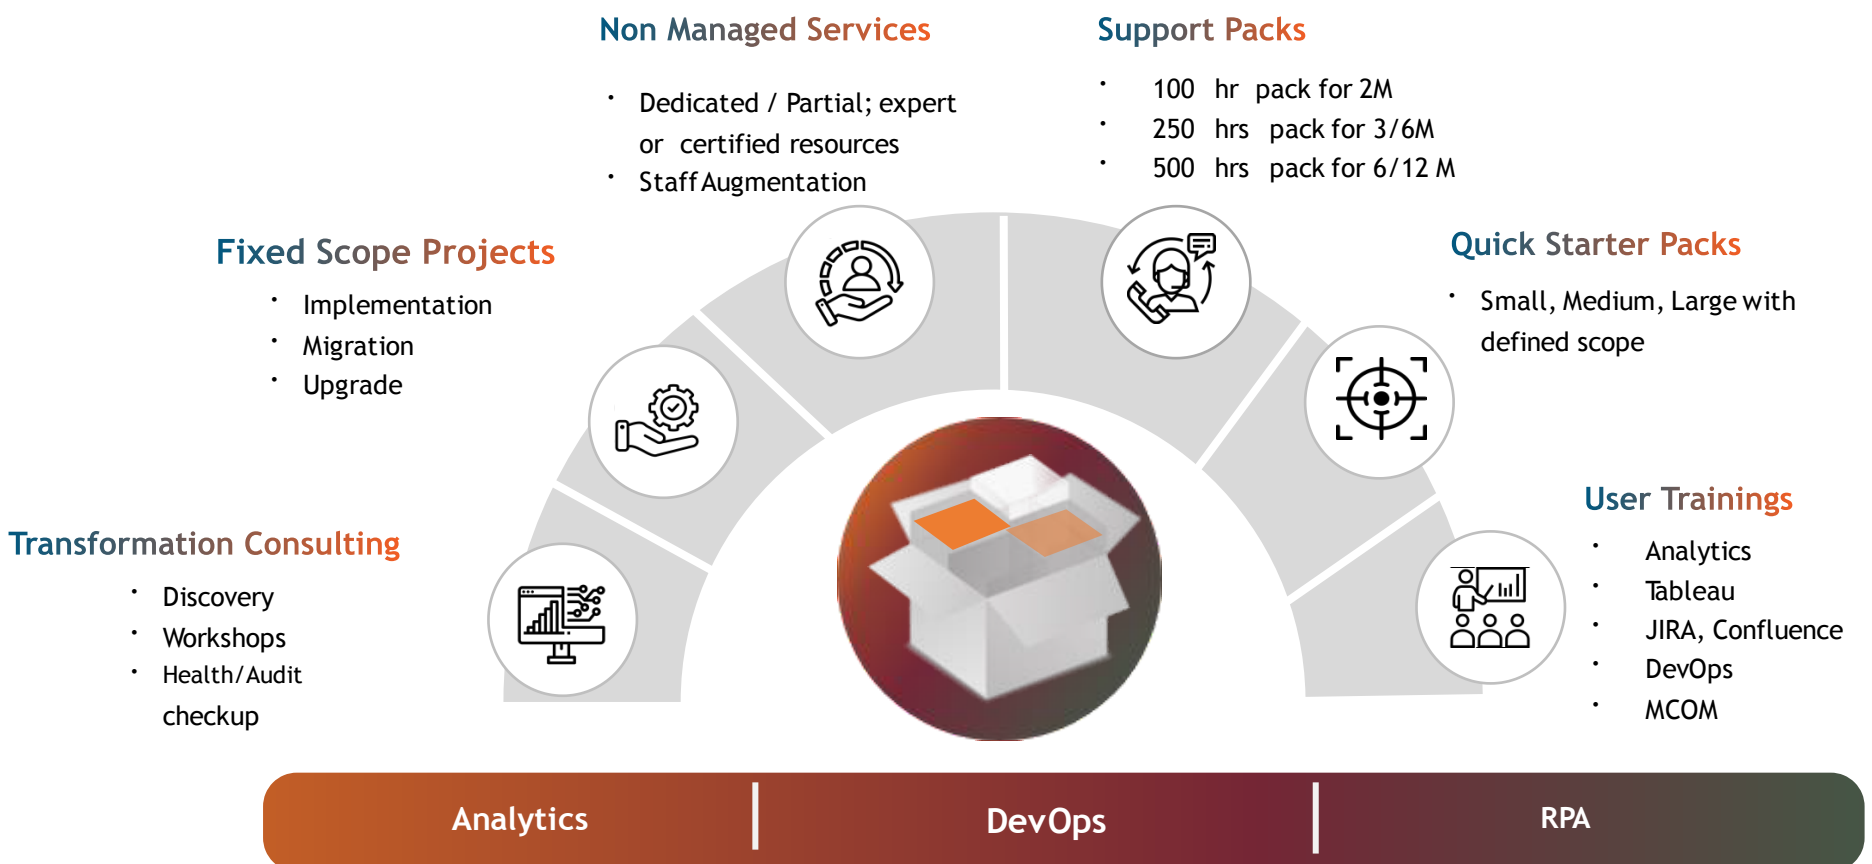 Non Managed Services
• Dedicated / Partial; expert
or certified resources
• Staff Augmentation
Support Packs
• 100 hr pack for 2M
• 250 hrs pack for 3/6M
• 500 hrs pack for 6/12 M
Fixed Scope Projects
• Implementation
• Migration
• Upgrade
Quick Starter Packs
• Small, Medium, Large with
defined scope
Transformation Consulting
• Discovery
• Workshops
• Health/Audit
checkup
User Trainings
• Analytics
• Tableau
• JIRA, Confluence
• DevOps
• MCOM
Analytics
DevOps
RPA